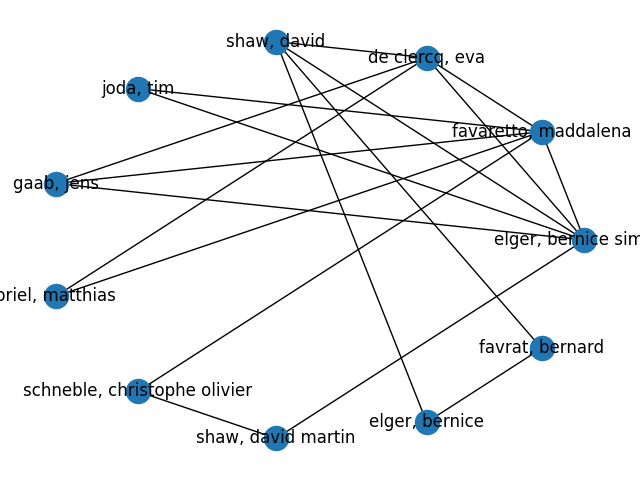 shaw, david
de clercq, eva
joda, tim
favaretto, maddalena
gaab, jens
elger, bernice sim
briel, matthias
favrat, bernard
schneble, christophe olivier
elger, bernice
shaw, david martin